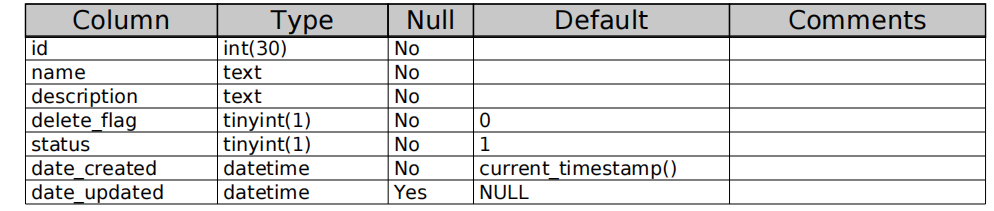 Column Type Null Default Comments
id int(30) No
name text No
description text No
delete_flag tinyint(1) No 0
status tinyint(1) No 1
date_created datetime No current_timestamp()
date_updated datetime Yes NULL